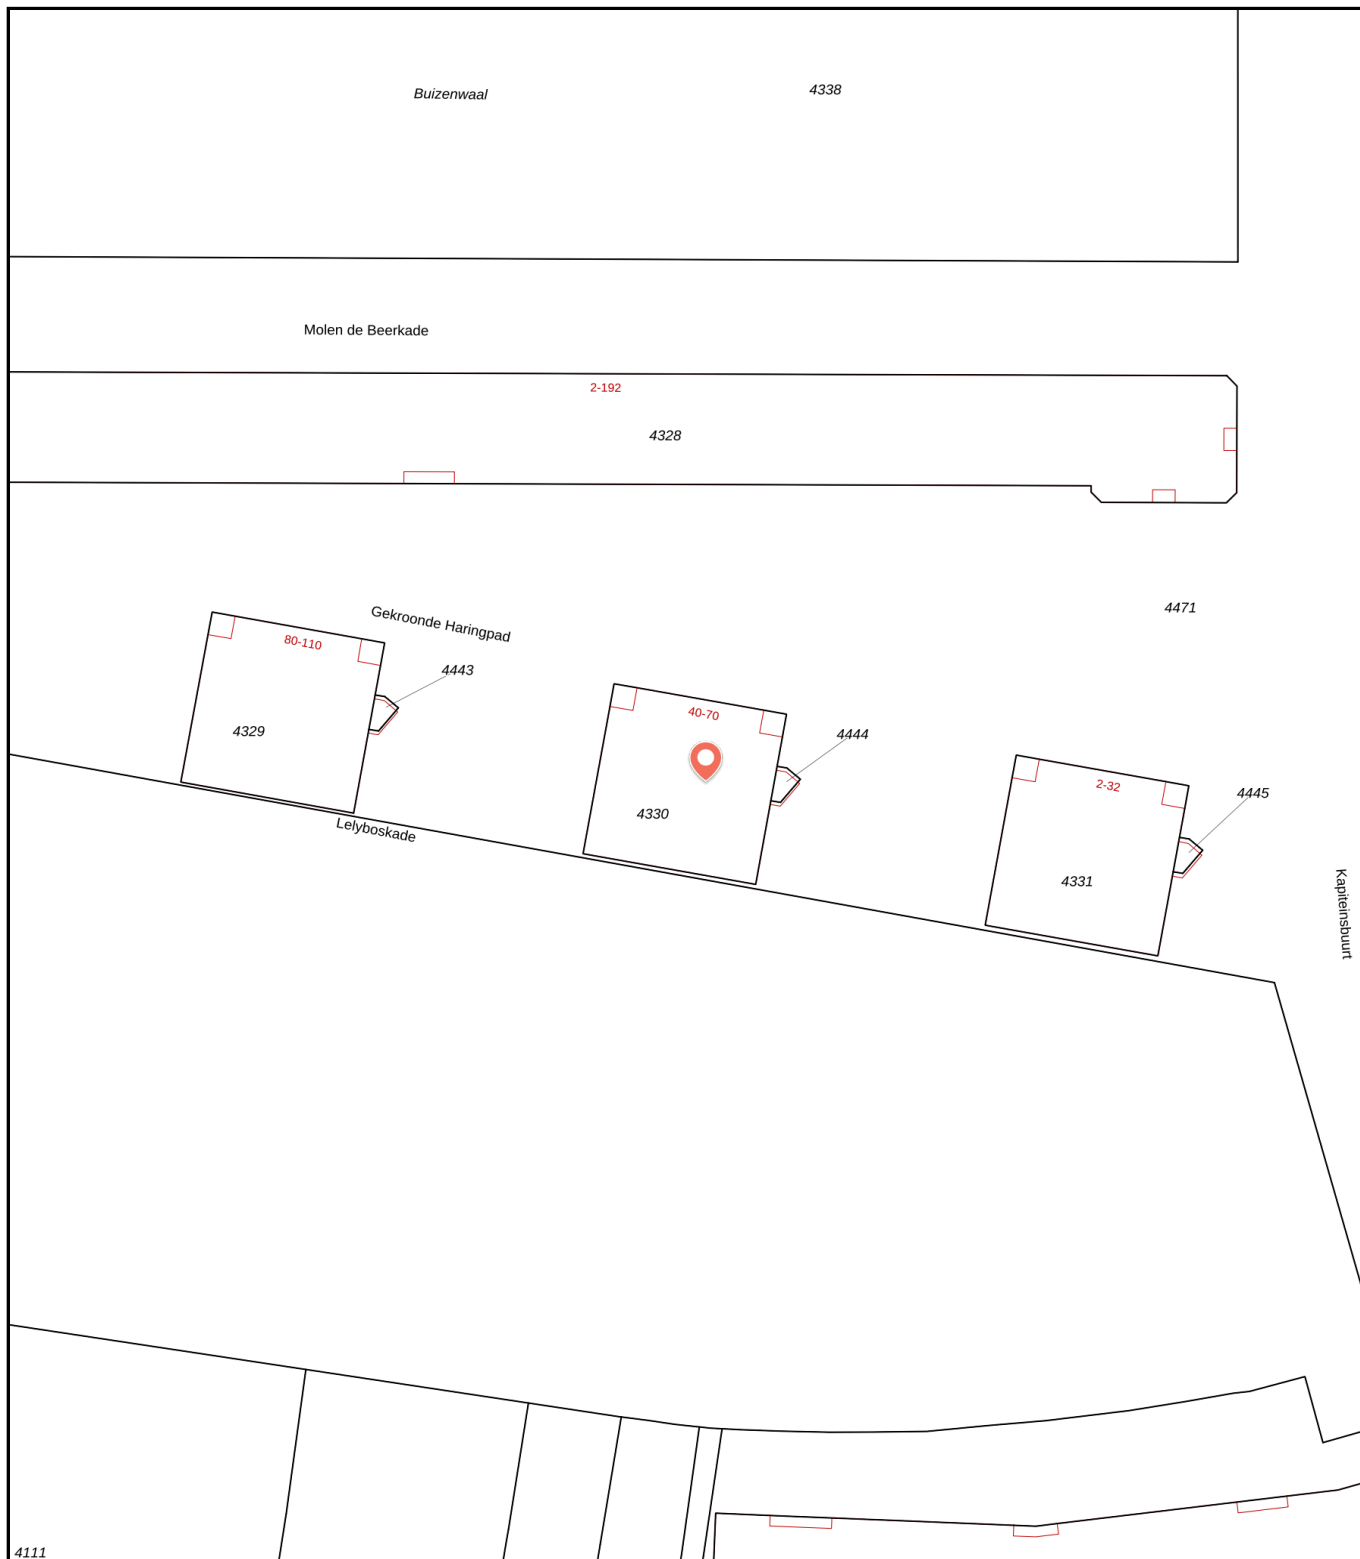 Buizenwaal
4338
Molen de Beerkade
2-192
4328
4471
Gekroonde Haringpad
80-110
4443
4329
40-70
4444
4330
2-32
4445
4331
Lelyboskade
Kapiteinsbuurt
4111